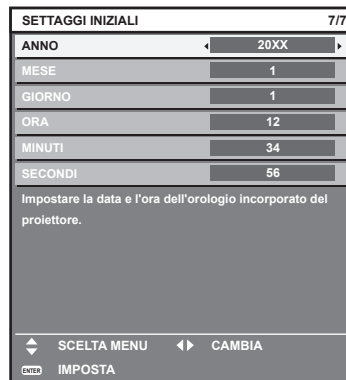 SETTAGGI INIZIALI 7/7
ANNO 20XX
MESE 1
GIORNO 1
ORA 12
MINUTI 34
SECONDI 56
Impostare la data e l'ora dell'orologio incorporato del
proiettore.
SCELTA MENU CAMBIA
ENTER IMPOSTA